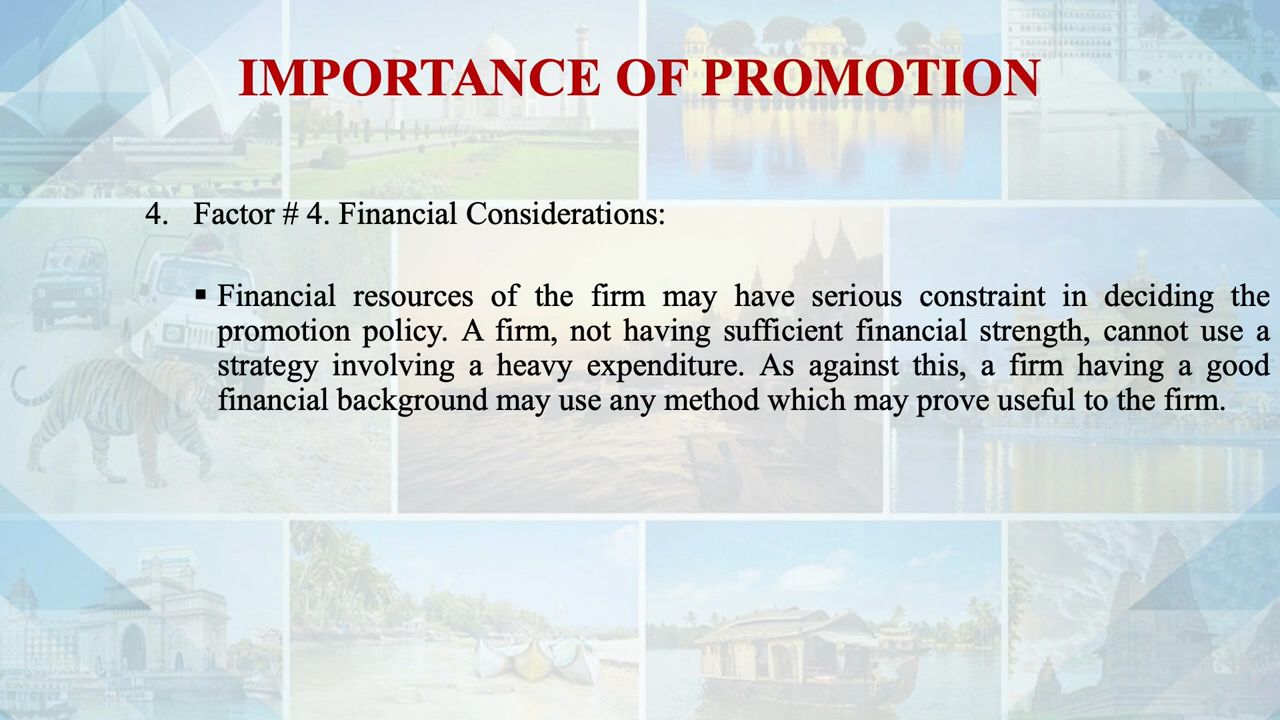 IMPORTANCE OF PROMOTION
4. Factor # 4. Financial Considerations:
▪ Financial resources of the firm may have serious constraint in deciding the
promotion policy. A firm, not having sufficient financial strength, cannot use a
strategy involving a heavy expenditure. As against this, a firm having a good
financial background may use any method which may prove useful to the firm.